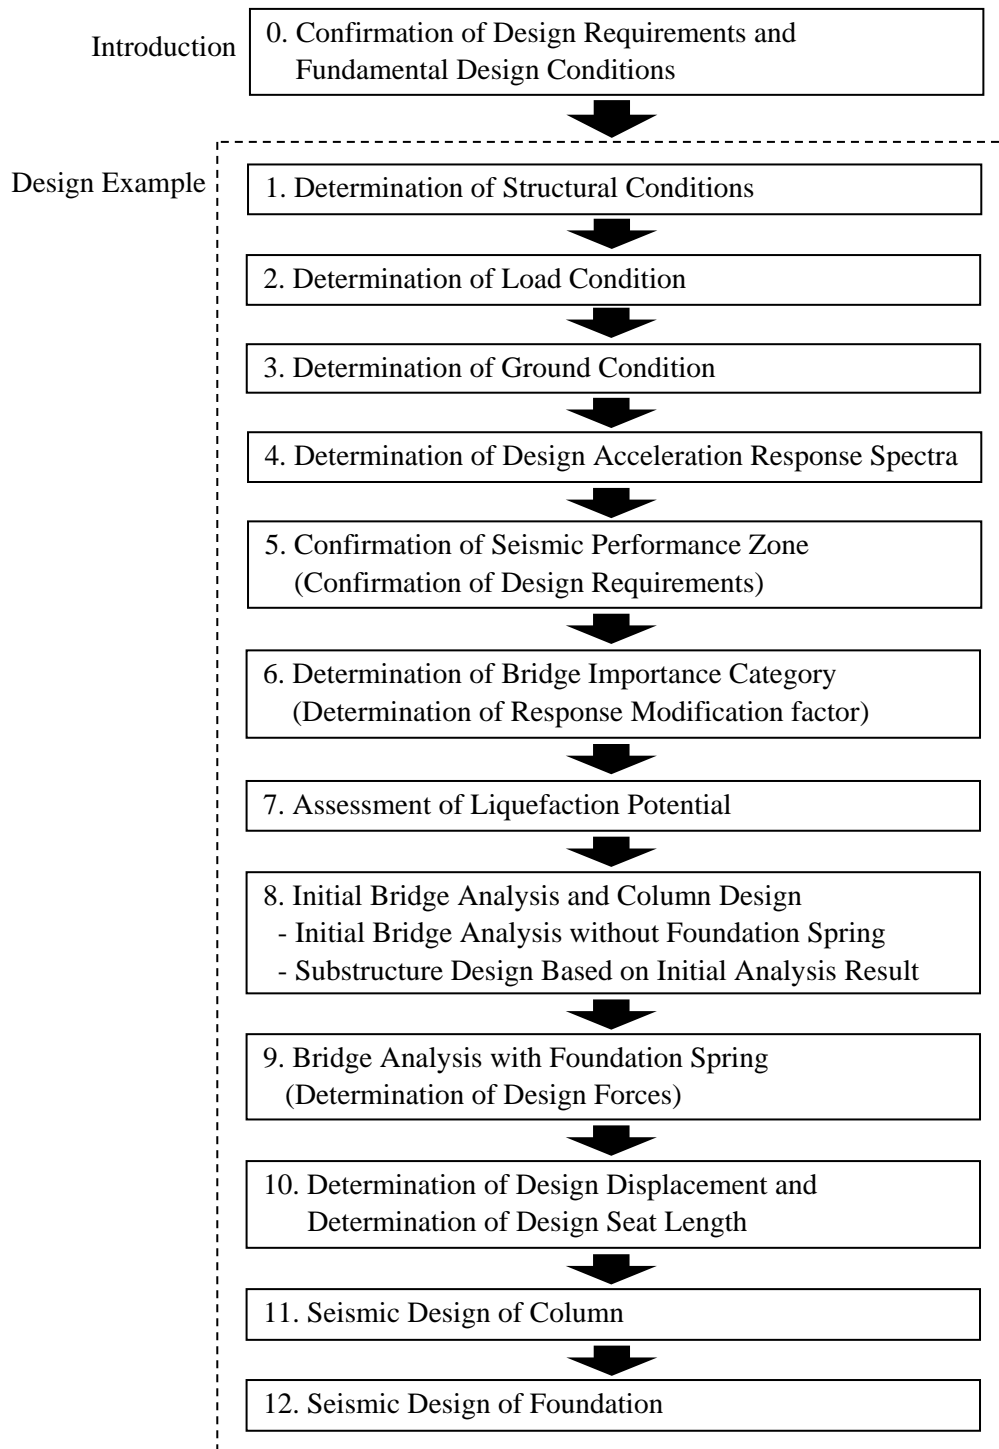 Introduction
0. Confirmation of Design Requirements and
Fundamental Design Conditions
Design Example
1. Determination of Structural Conditions
2. Determination of Load Condition
3. Determination of Ground Condition
4. Determination of Design Acceleration Response Spectra
5. Confirmation of Seismic Performance Zone
(Confirmation of Design Requirements)
6. Determination of Bridge Importance Category
(Determination of Response Modification factor)
7. Assessment of Liquefaction Potential
8. Initial Bridge Analysis and Column Design
- Initial Bridge Analysis without Foundation Spring
- Substructure Design Based on Initial Analysis Result
9. Bridge Analysis with Foundation Spring
(Determination of Design Forces)
10. Determination of Design Displacement and
Determination of Design Seat Length
11. Seismic Design of Column
12. Seismic Design of Foundation